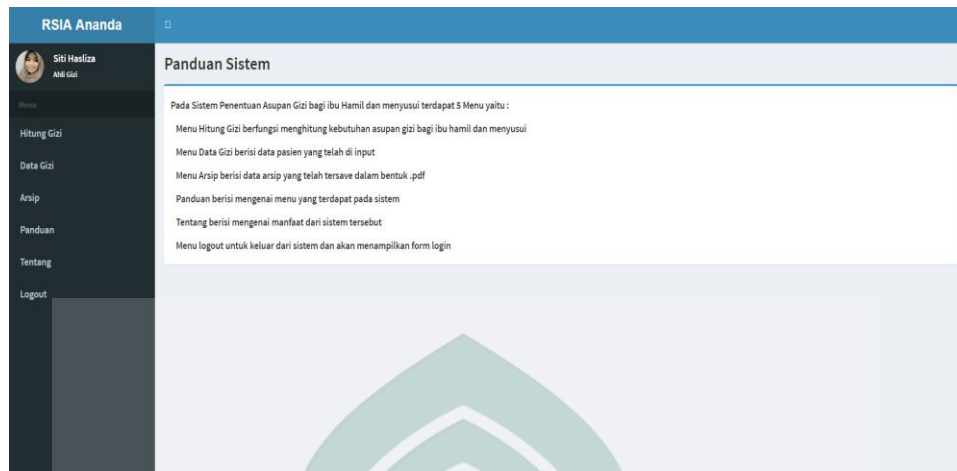 RSIA Ananda
Siti Hasliza
Ahli Gizi
Menu
Hitung Gizi
Data Gizi
Arsip
Panduan
Tentang
Logout
Panduan Sistem
Pada Sistem Penentuan Asupan Gizi bagi ibu Hamil dan menyusui terdapat 5 Menu yaitu :
Menu Hitung Gizi berfungsi menghitung kebutuhan asupan gizi bagi ibu hamil dan menyusui
Menu Data Gizi berisi data pasien yang telah di input
Menu Arsip berisi data arsip yang telah tersave dalam bentuk .pdf
Panduan berisi mengenai menu yang terdapat pada sistem
Tentang berisi mengenai manfaat dari sistem tersebut
Menu logout untuk keluar dari sistem dan akan menampilkan form login